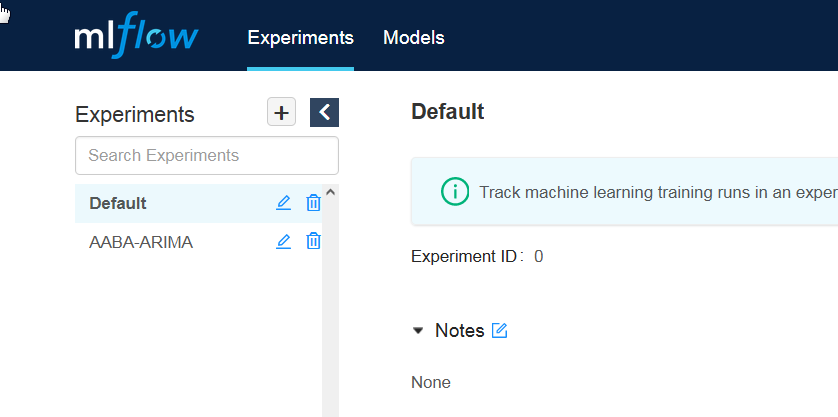 mlflow
Experiments Models
Experiments
Search Experiments
Default
AABA-ARIMA
Default
Track machine learning training runs in an exper
Experiment ID: 0
Notes
None